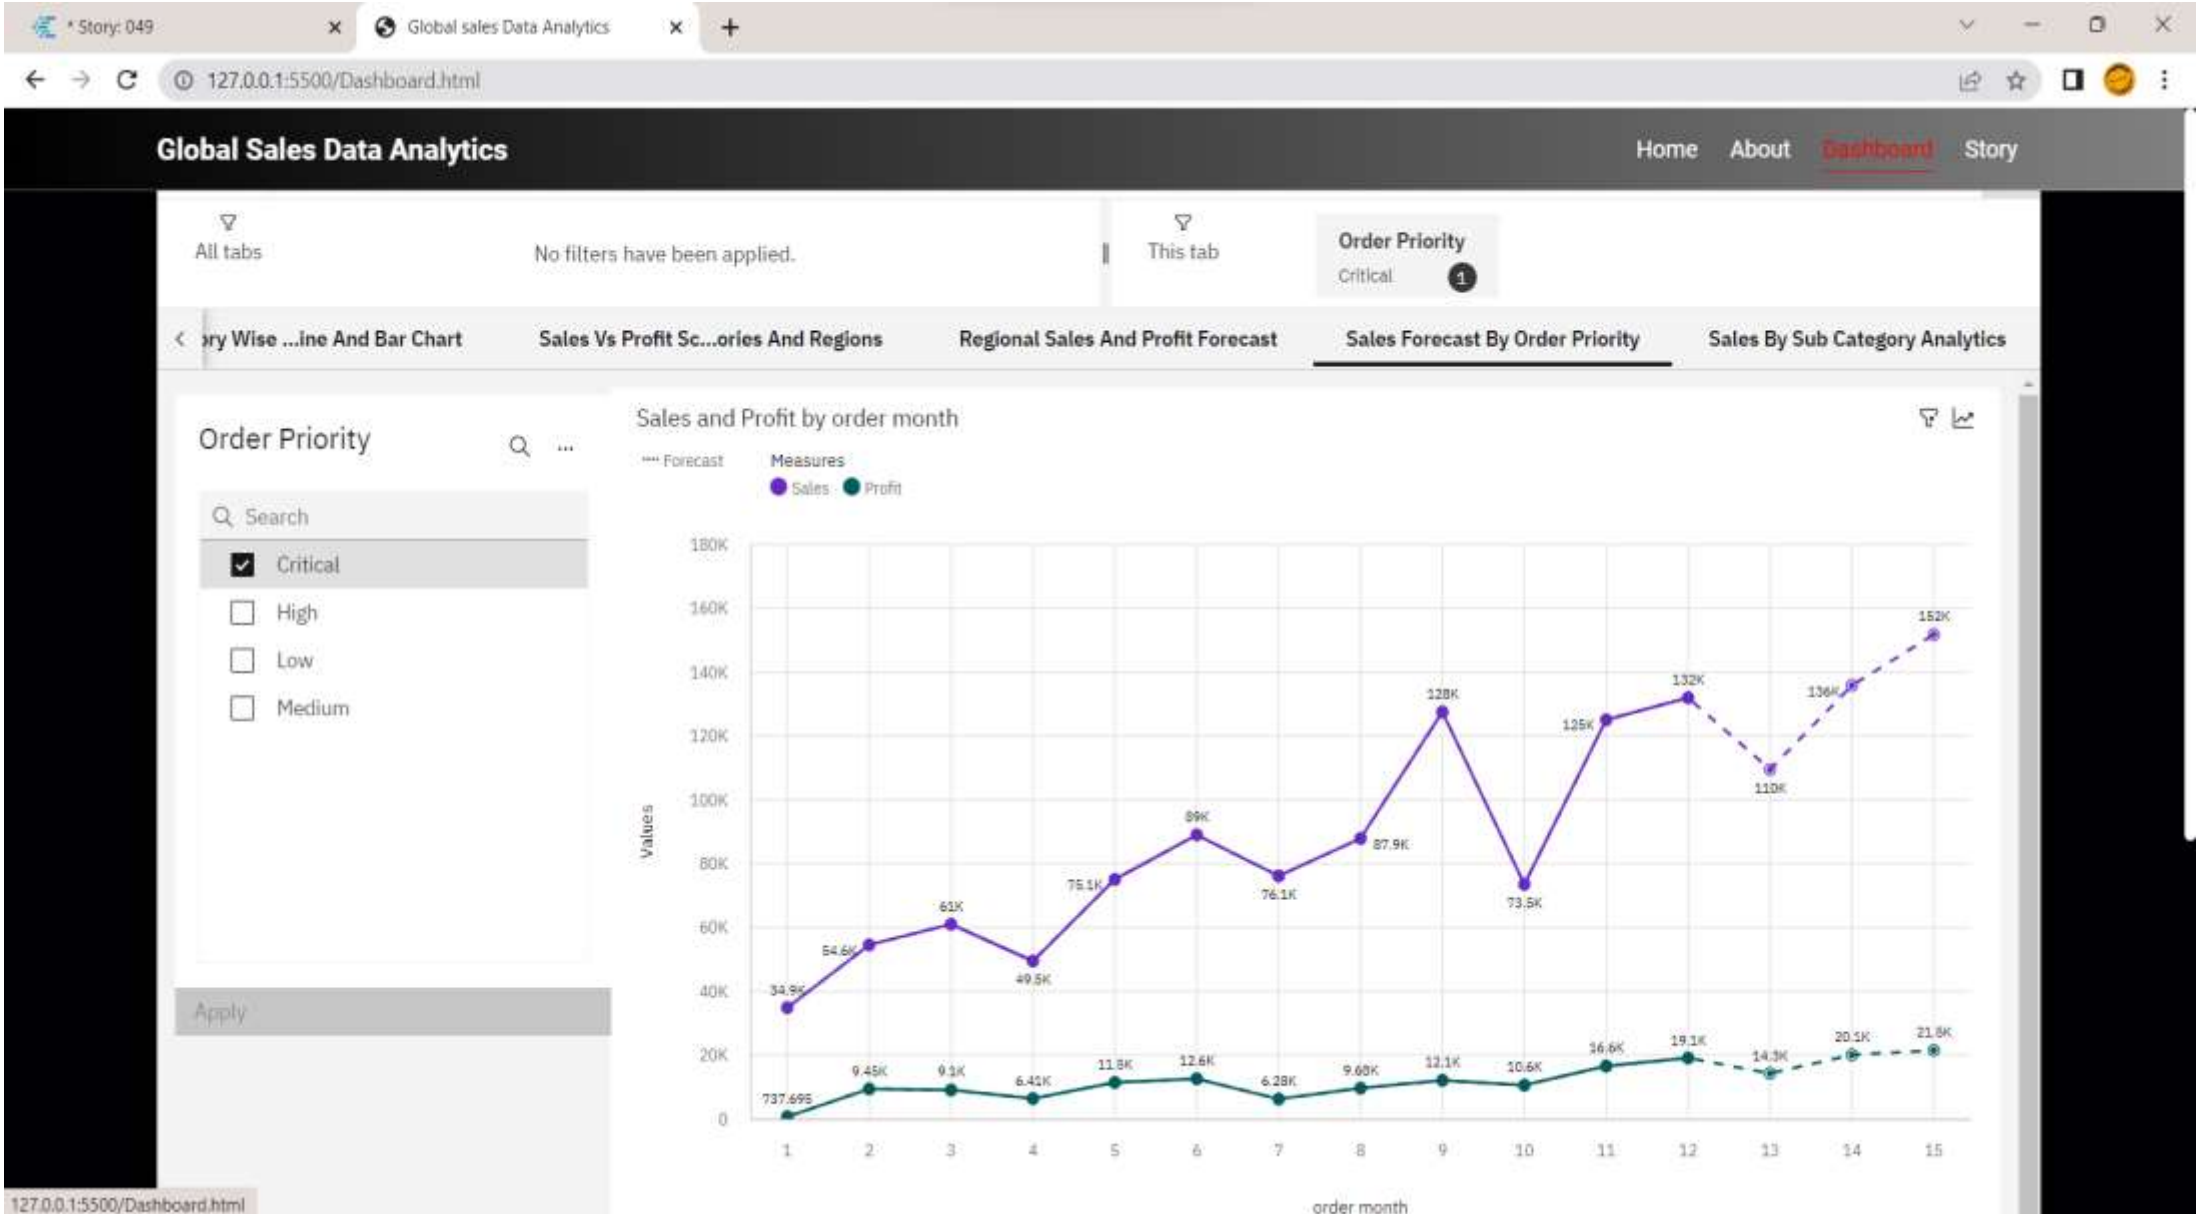 * Story: 049
Global sales Data Analytics
127.0.0.1:5500/Dashboard.html
Global Sales Data Analytics
Home About Dashboard Story
All tabs
No filters have been applied.
This tab
Order Priority
Critical 1
ory Wise ...ine And Bar Chart
Sales Vs Profit Sc...ories And Regions
Regional Sales And Profit Forecast
Sales Forecast By Order Priority
Sales By Sub Category Analytics
Order Priority
...
Search
Critical
High
Low
Medium
Apply
Sales and Profit by order month
Forecast
Measures
Sales Profit
180K
160K
140K
120K
100K
80K
60K
40K
20K
0
Values
34.9K
54.6K
61K
49.5K
75.1K
89K
76.1K
87.9K
128K
73.5K
125K
132K
110K
136K
152K
737.695
9.45K
9.1K
6.41K
11.8K
12.6K
6.28K
9.68K
12.1K
10.6K
16.6K
19.1K
14.3K
20.1K
21.8K
1 2 3 4 5 6 7 8 9 10 11 12 13 14 15
order month
127.0.0.1:5500/Dashboard.html